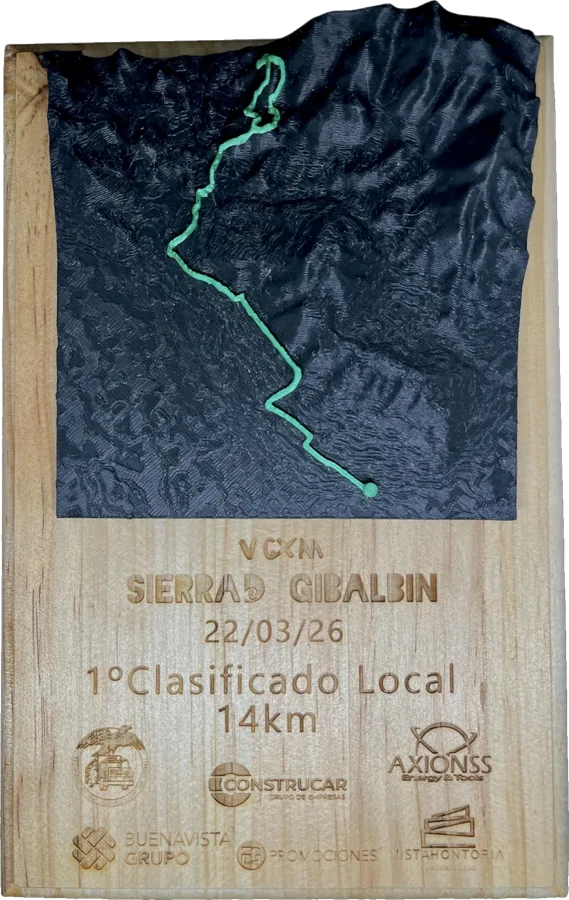 V CXM
SIERRA D GIBALBIN
22/03/26
1ºClasificado Local
14km
AXIONSS
Energy & Tools
CONSTRUCAR
GRUPO DE EMPRESAS
BUENAVISTA
GRUPO
PROMOCIONES
VISTAHONTORIA